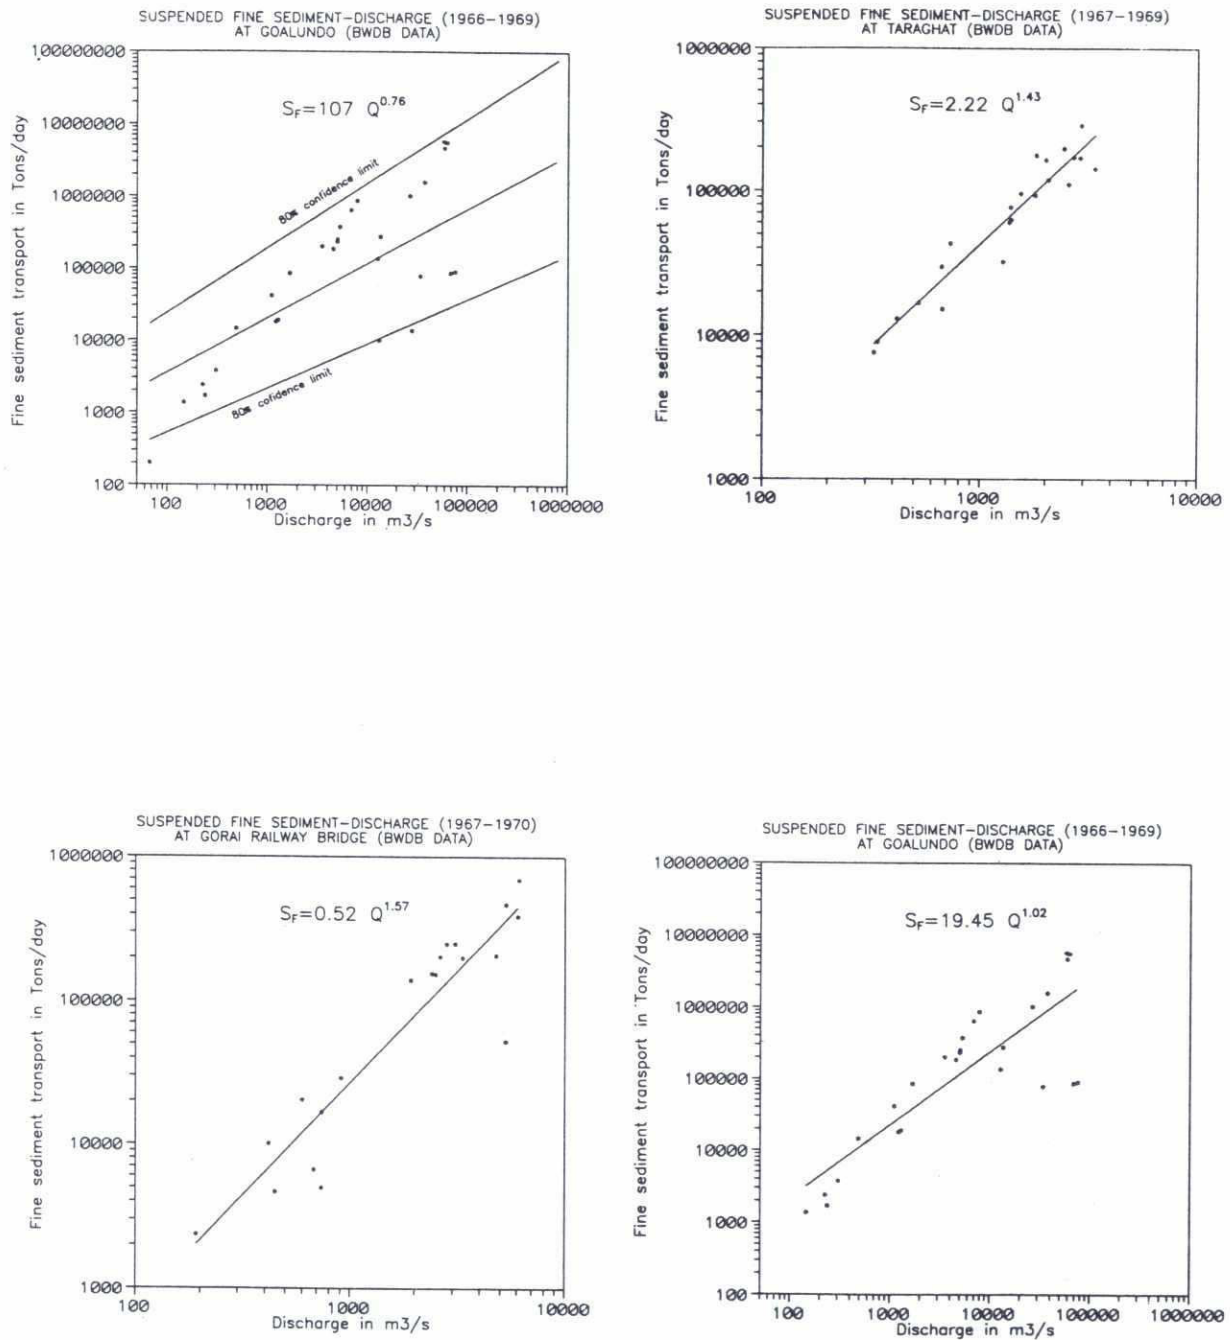 SUSPENDED FINE SEDIMENT-DISCHARGE (1966-1969)
AT GOALUNDO (BWDB DATA)
S_F=107 Q^0.76
80% confidence limit
80% cofidence limit
Fine sediment transport in Tons/day
100000000
10000000
1000000
100000
10000
1000
100
100 1000 10000 100000 1000000
Discharge in m3/s
SUSPENDED FINE SEDIMENT-DISCHARGE (1967-1969)
AT TARAGHAT (BWDB DATA)
S_F=2.22 Q^1.43
Fine sediment transport in Tons/day
1000000
100000
10000
1000
100 1000 10000
Discharge in m3/s
SUSPENDED FINE SEDIMENT-DISCHARGE (1967-1970)
AT GORAI RAILWAY BRIDGE (BWDB DATA)
S_F=0.52 Q^1.57
Fine sediment transport in Tons/day
1000000
100000
10000
1000
100 1000 10000
Discharge in m3/s
SUSPENDED FINE SEDIMENT-DISCHARGE (1966-1969)
AT GOALUNDO (BWDB DATA)
S_F=19.45 Q^1.02
Fine sediment transport in Tons/day
100000000
10000000
1000000
100000
10000
1000
100
100 1000 10000 100000 1000000
Discharge in m3/s